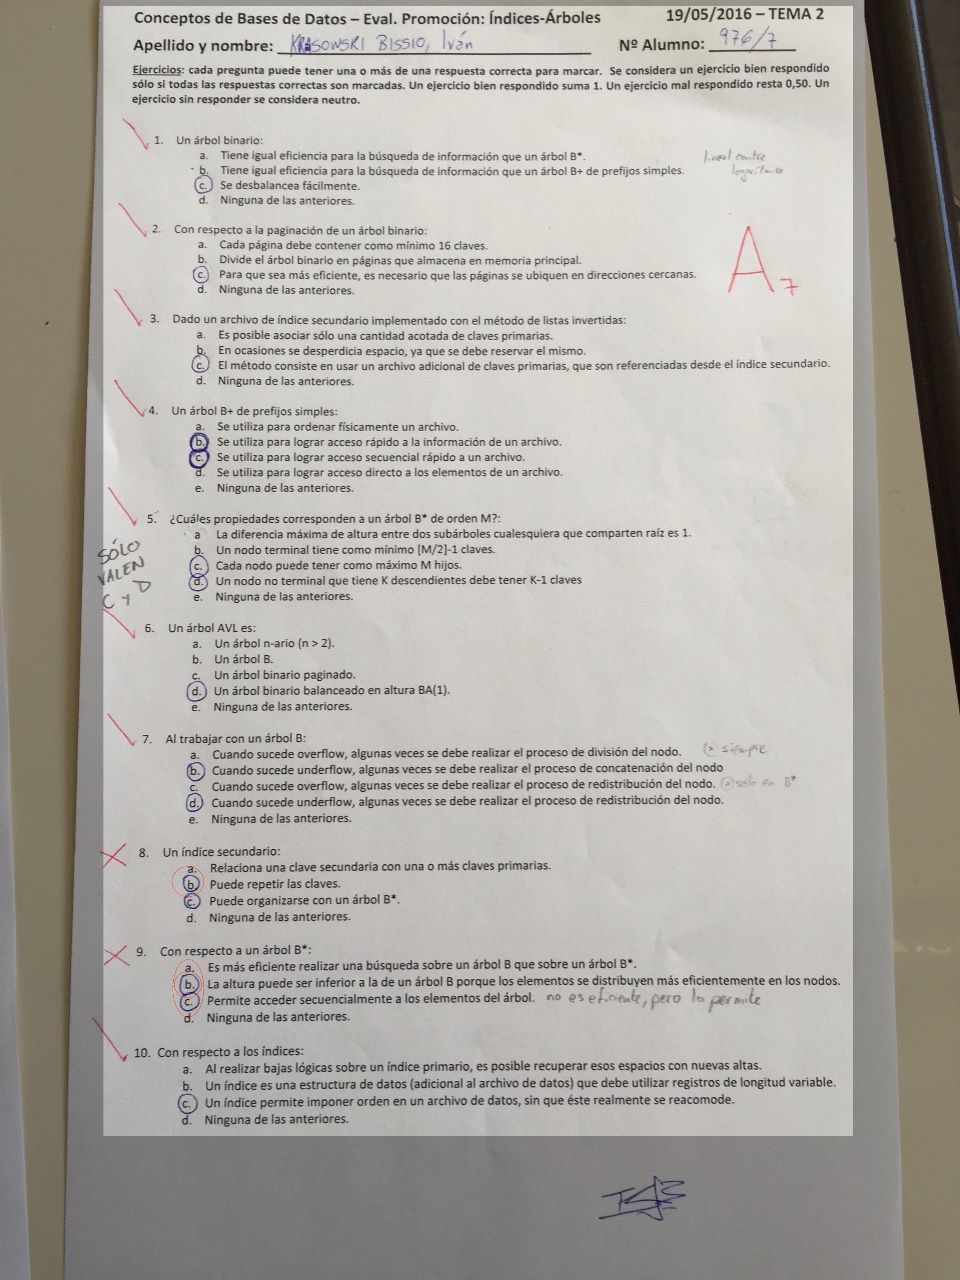 Conceptos de Bases de Datos – Eval. Promoción: Índices-Árboles 19/05/2016 – TEMA 2
Apellido y nombre: KRASOWSKI BISSIO, Iván Nº Alumno: 976/7
Ejercicios: cada pregunta puede tener una o más de una respuesta correcta para marcar. Se considera un ejercicio bien respondido
sólo si todas las respuestas correctas son marcadas. Un ejercicio bien respondido suma 1. Un ejercicio mal respondido resta 0,50. Un
ejercicio sin responder se considera neutro.
1. Un árbol binario:
a. Tiene igual eficiencia para la búsqueda de información que un árbol B*.
b. Tiene igual eficiencia para la búsqueda de información que un árbol B+ de prefijos simples.
lineal contra
logarítmico
c. Se desbalancea fácilmente.
d. Ninguna de las anteriores.
2. Con respecto a la paginación de un árbol binario:
a. Cada página debe contener como mínimo 16 claves.
b. Divide el árbol binario en páginas que almacena en memoria principal.
c. Para que sea más eficiente, es necesario que las páginas se ubiquen en direcciones cercanas.
d. Ninguna de las anteriores.
A7
3. Dado un archivo de índice secundario implementado con el método de listas invertidas:
a. Es posible asociar sólo una cantidad acotada de claves primarias.
b. En ocasiones se desperdicia espacio, ya que se debe reservar el mismo.
c. El método consiste en usar un archivo adicional de claves primarias, que son referenciadas desde el índice secundario.
d. Ninguna de las anteriores.
4. Un árbol B+ de prefijos simples:
a. Se utiliza para ordenar físicamente un archivo.
b. Se utiliza para lograr acceso rápido a la información de un archivo.
c. Se utiliza para lograr acceso secuencial rápido a un archivo.
d. Se utiliza para lograr acceso directo a los elementos de un archivo.
e. Ninguna de las anteriores.
5. ¿Cuáles propiedades corresponden a un árbol B* de orden M?:
a La diferencia máxima de altura entre dos subárboles cualesquiera que comparten raíz es 1.
b. Un nodo terminal tiene como mínimo [M/2]-1 claves.
c. Cada nodo puede tener como máximo M hijos.
d. Un nodo no terminal que tiene K descendientes debe tener K-1 claves
e. Ninguna de las anteriores.
SÓLO
VALEN
C y D
6. Un árbol AVL es:
a. Un árbol n-ario (n > 2).
b. Un árbol B.
c. Un árbol binario paginado.
d. Un árbol binario balanceado en altura BA(1).
e. Ninguna de las anteriores.
7. Al trabajar con un árbol B:
a. Cuando sucede overflow, algunas veces se debe realizar el proceso de división del nodo. siempre
b. Cuando sucede underflow, algunas veces se debe realizar el proceso de concatenación del nodo
c. Cuando sucede overflow, algunas veces se debe realizar el proceso de redistribución del nodo. sólo en B*
d. Cuando sucede underflow, algunas veces se debe realizar el proceso de redistribución del nodo.
e. Ninguna de las anteriores.
8. Un índice secundario:
a. Relaciona una clave secundaria con una o más claves primarias.
b. Puede repetir las claves.
c. Puede organizarse con un árbol B*.
d. Ninguna de las anteriores.
9. Con respecto a un árbol B*:
a. Es más eficiente realizar una búsqueda sobre un árbol B que sobre un árbol B*.
b. La altura puede ser inferior a la de un árbol B porque los elementos se distribuyen más eficientemente en los nodos.
c. Permite acceder secuencialmente a los elementos del árbol. no es eficiente, pero lo permite
d. Ninguna de las anteriores.
10. Con respecto a los índices:
a. Al realizar bajas lógicas sobre un índice primario, es posible recuperar esos espacios con nuevas altas.
b. Un índice es una estructura de datos (adicional al archivo de datos) que debe utilizar registros de longitud variable.
c. Un índice permite imponer orden en un archivo de datos, sin que éste realmente se reacomode.
d. Ninguna de las anteriores.